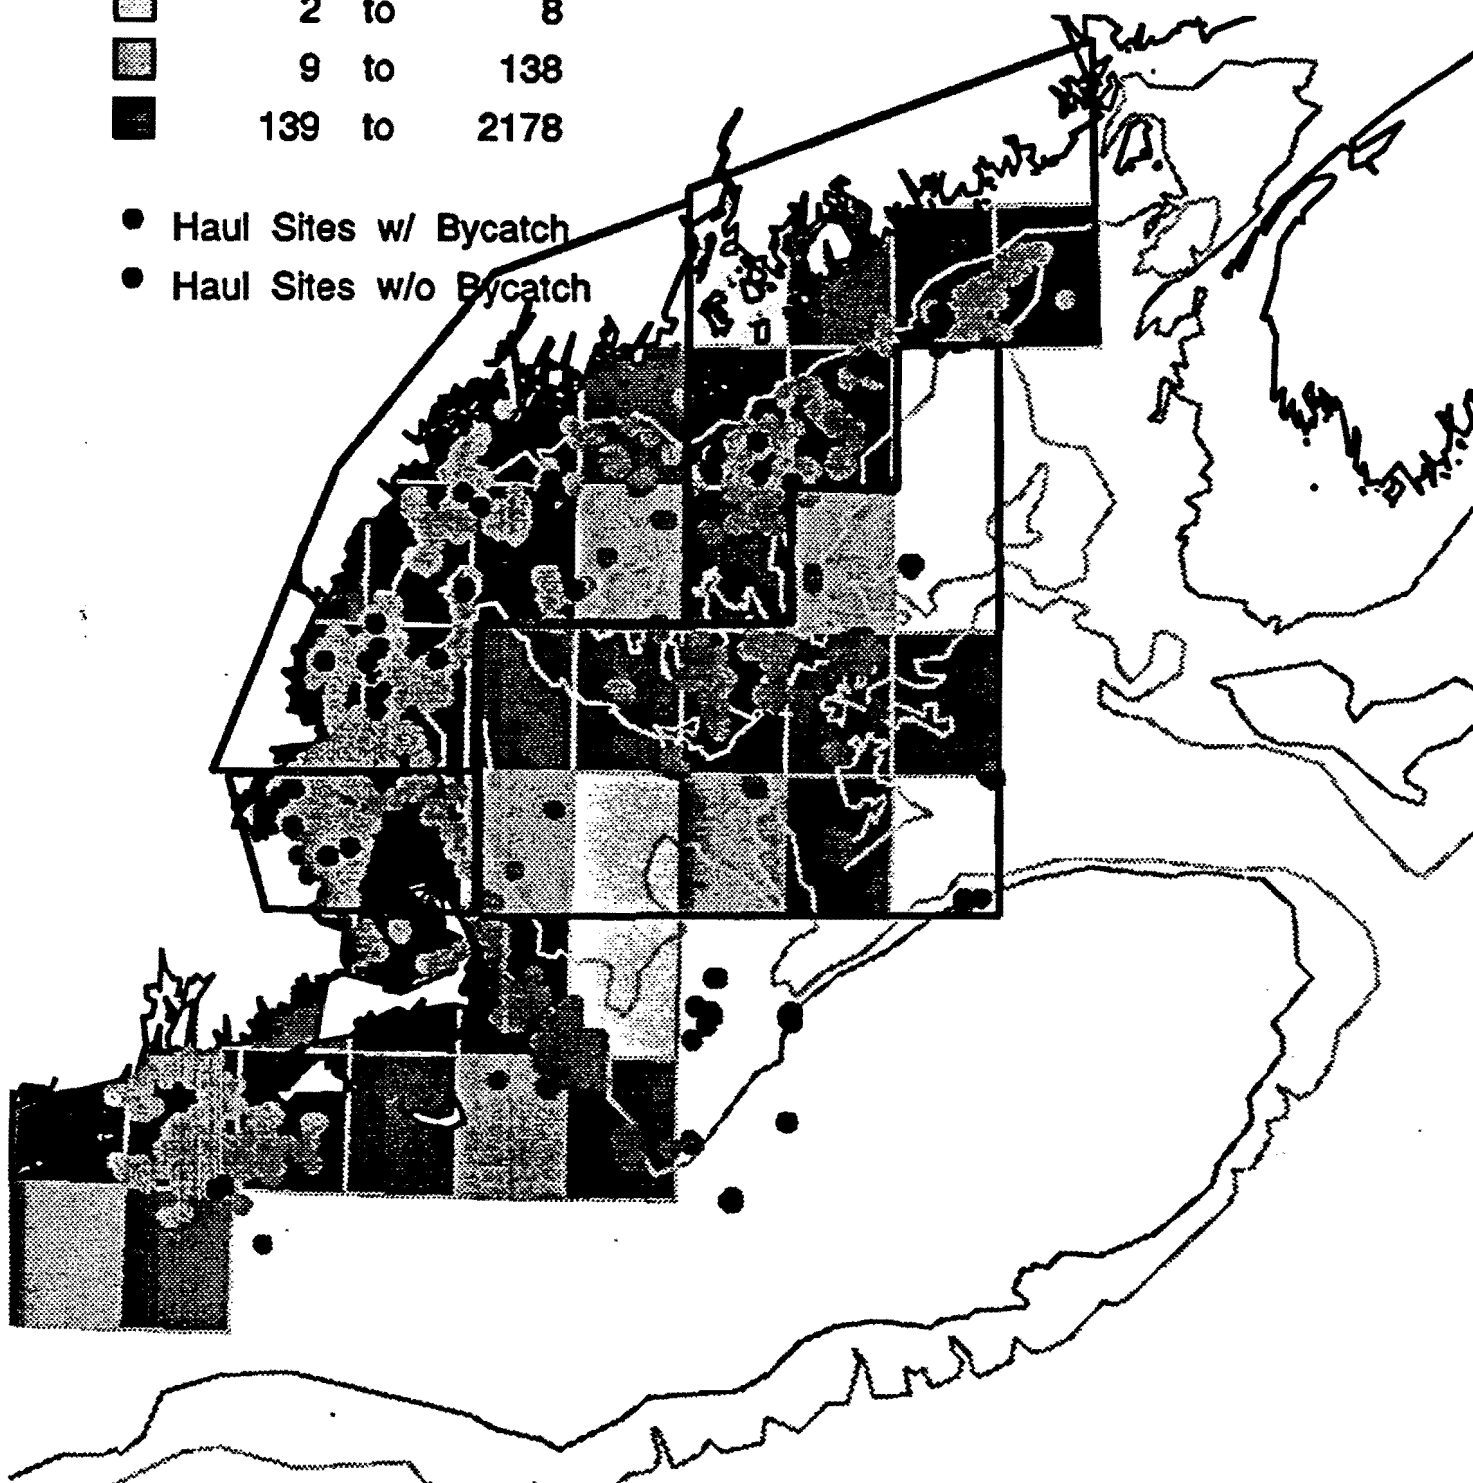 2 to 8
9 to 138
139 to 2178
Haul Sites w/ Bycatch
Haul Sites w/o Bycatch